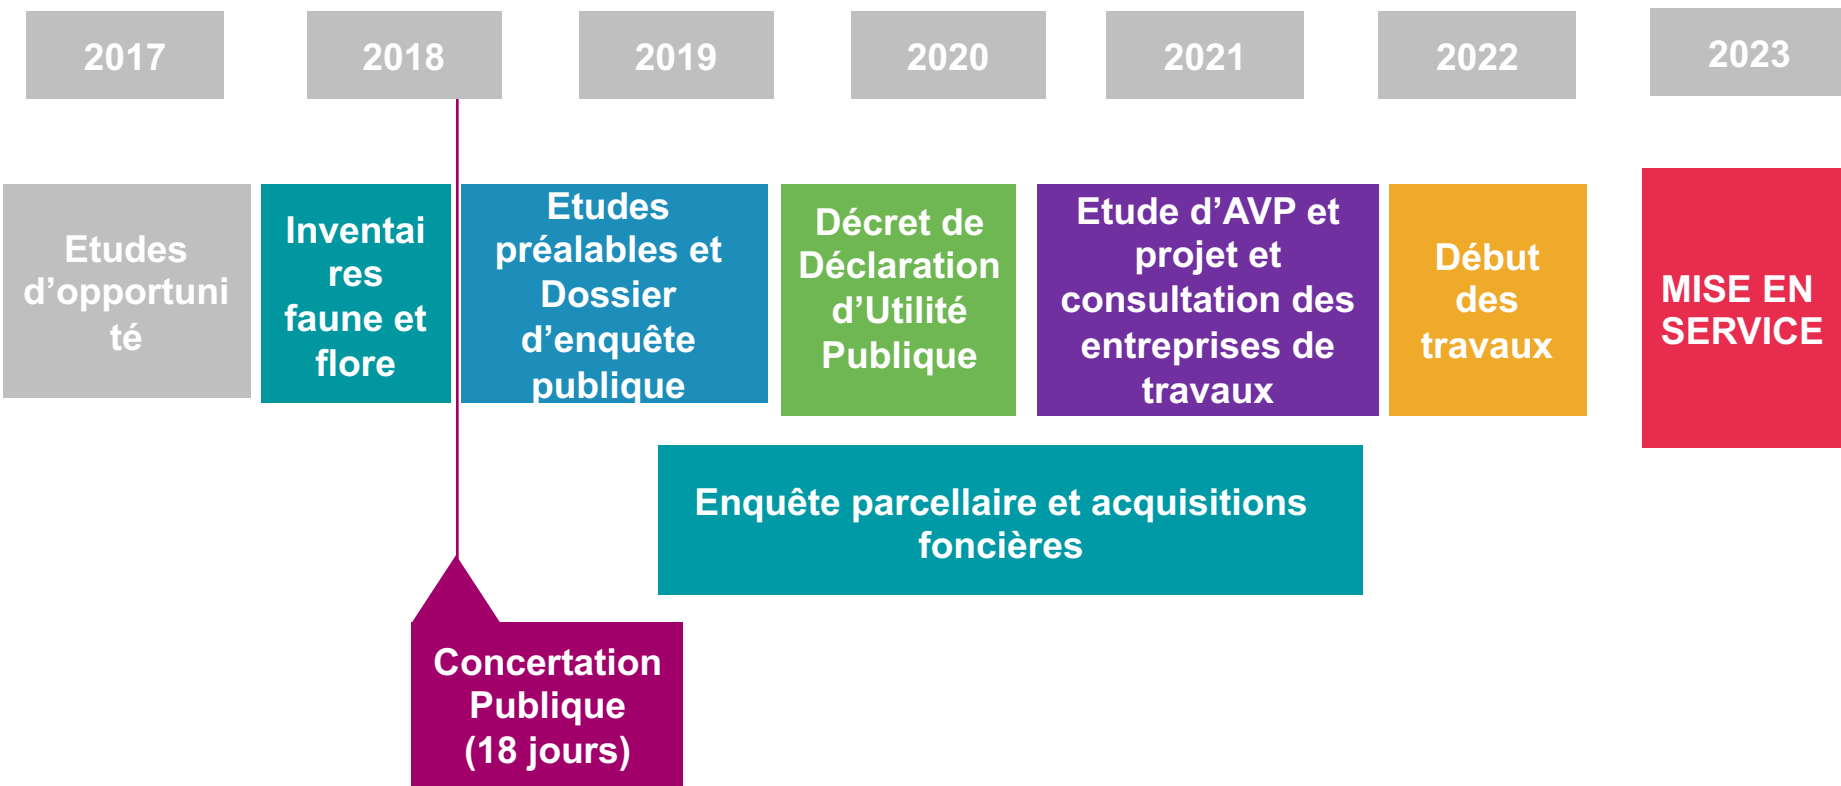 2017
2018
2019
2020
2021
2022
2023
Etudes
d’opportuni
té
Inventai
res
faune et
flore
Etudes
préalables et
Dossier
d’enquête
publique
Décret de
Déclaration
d’Utilité
Publique
Etude d’AVP et
projet et
consultation des
entreprises de
travaux
Début
des
travaux
MISE EN
SERVICE
Enquête parcellaire et acquisitions
foncières
Concertation
Publique
(18 jours)